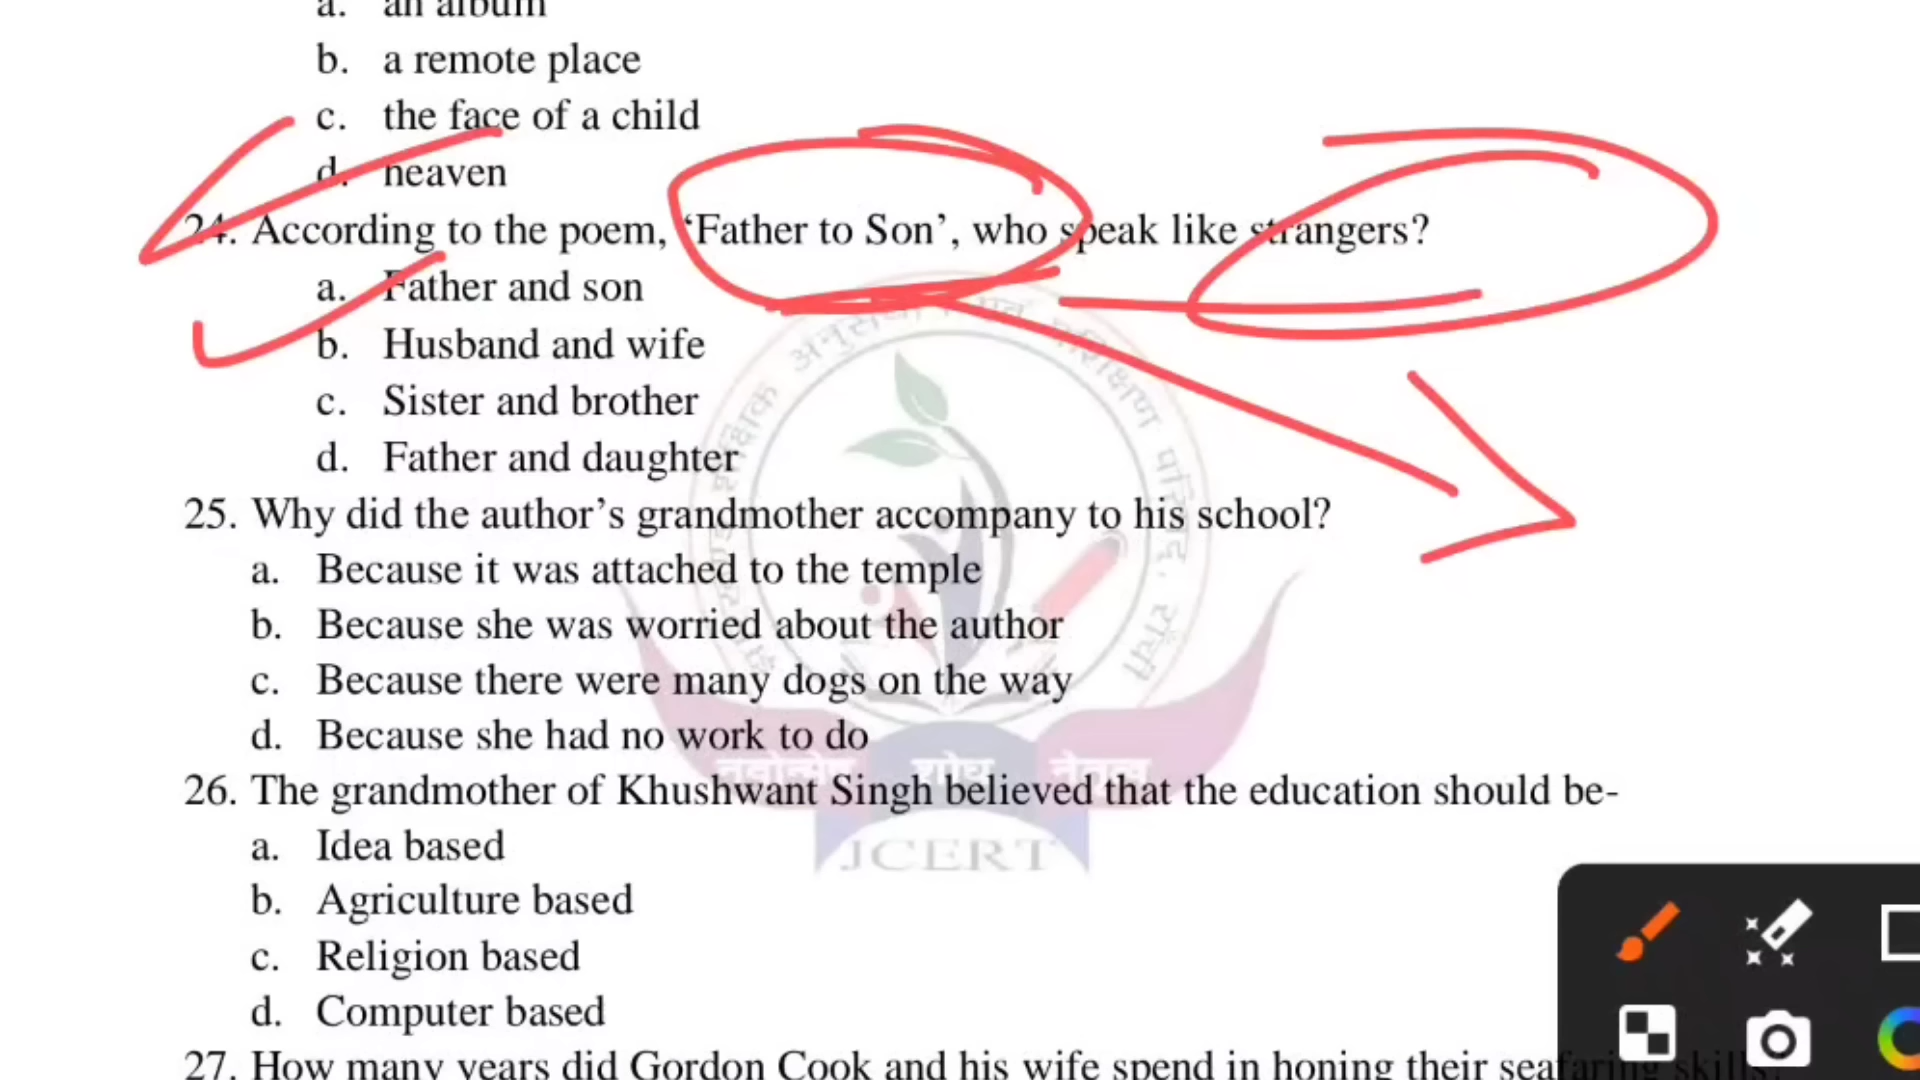 a. an album
b. a remote place
c. the face of a child
d. heaven
24. According to the poem, ‘Father to Son’, who speak like strangers?
a. Father and son
b. Husband and wife
c. Sister and brother
d. Father and daughter
25. Why did the author’s grandmother accompany to his school?
a. Because it was attached to the temple
b. Because she was worried about the author
c. Because there were many dogs on the way
d. Because she had no work to do
26. The grandmother of Khushwant Singh believed that the education should be-
a. Idea based
b. Agriculture based
c. Religion based
d. Computer based
JCERT
27. How many years did Gordon Cook and his wife spend in honing their seafaring skills